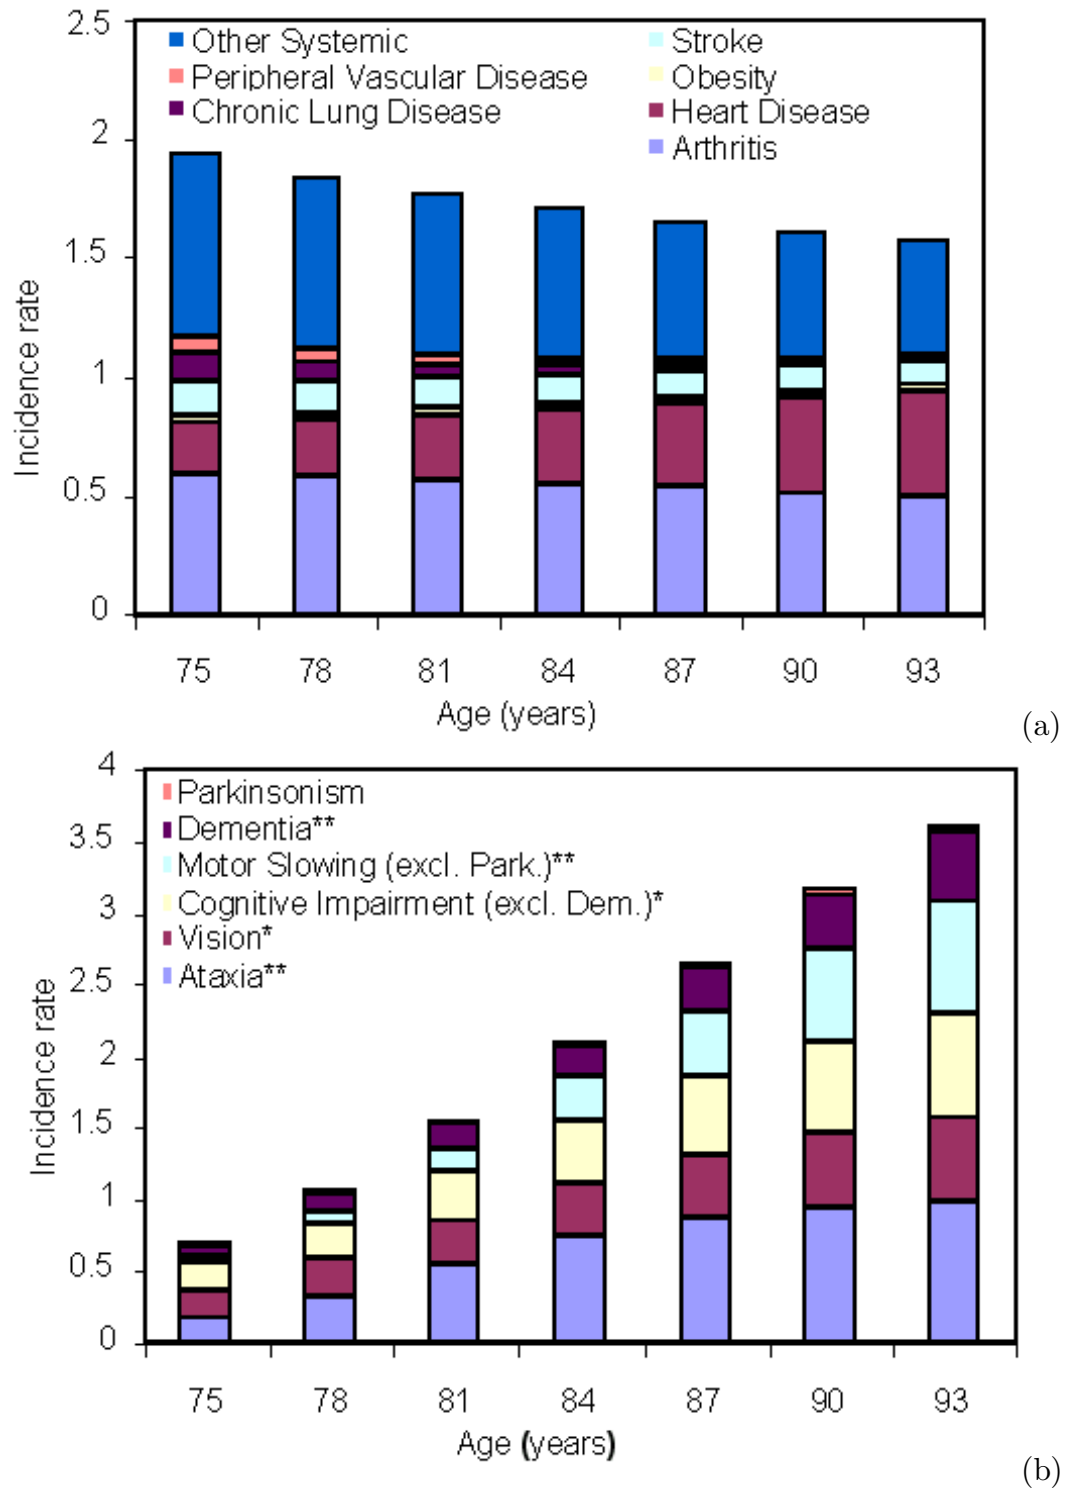 2.5
Other Systemic
Stroke
Peripheral Vascular Disease
Obesity
Chronic Lung Disease
Heart Disease
2
Arthritis
1.5
1
0.5
0
Incidence rate
75 78 81 84 87 90 93
Age (years)
(a)
4
Parkinsonism
3.5
Dementia**
Motor Slowing (excl. Park.)**
3
Cognitive Impairment (excl. Dem.)*
Vision*
2.5
Ataxia**
2
1.5
1
0.5
0
Incidence rate
75 78 81 84 87 90 93
Age (years)
(b)